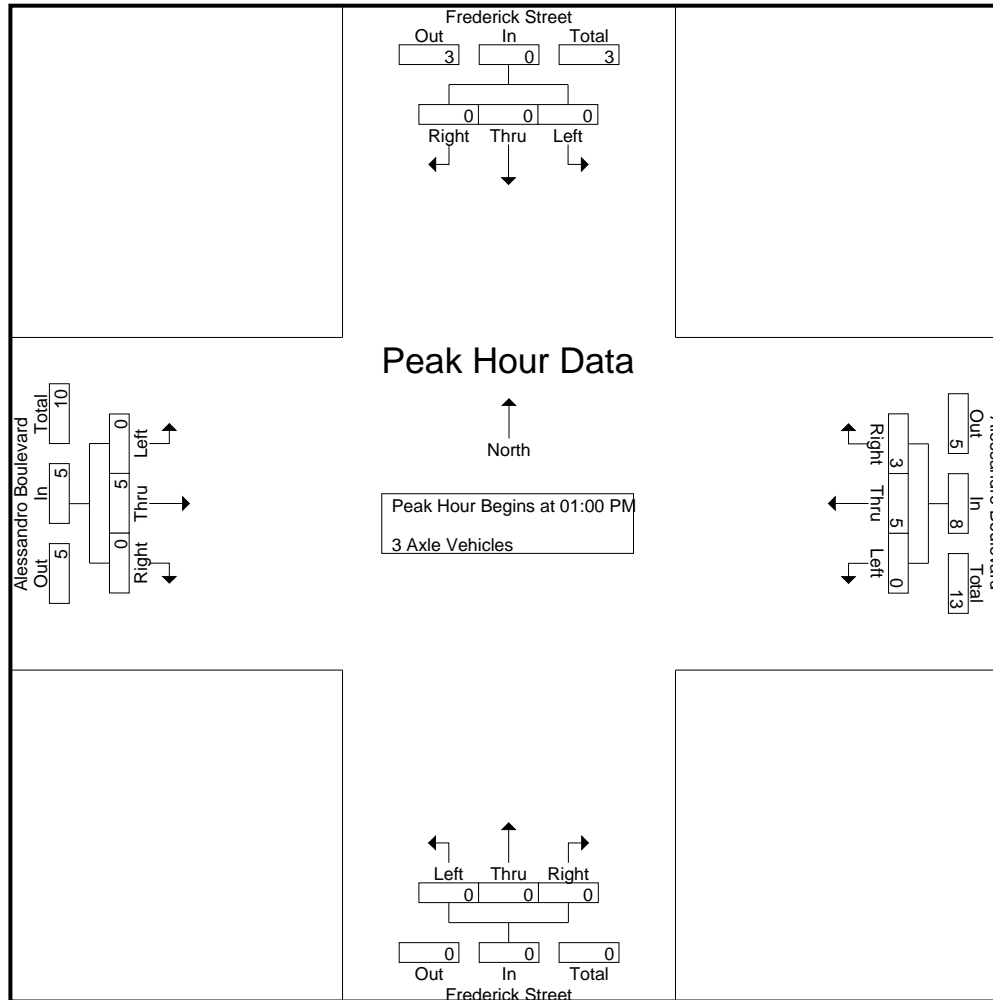 Frederick Street
Out In Total
3 0 3
0 0 0
Right Thru Left
Peak Hour Data
North
Peak Hour Begins at 01:00 PM
3 Axle Vehicles
Alessandro Boulevard
Total In Out
10 5 5
0 5 0
Left Thru Right
Right Thru Left
3 5 0
5 8 13
Out In Total
Left Thru Right
0 0 0
0 0 0
Out In Total
Frederick Street